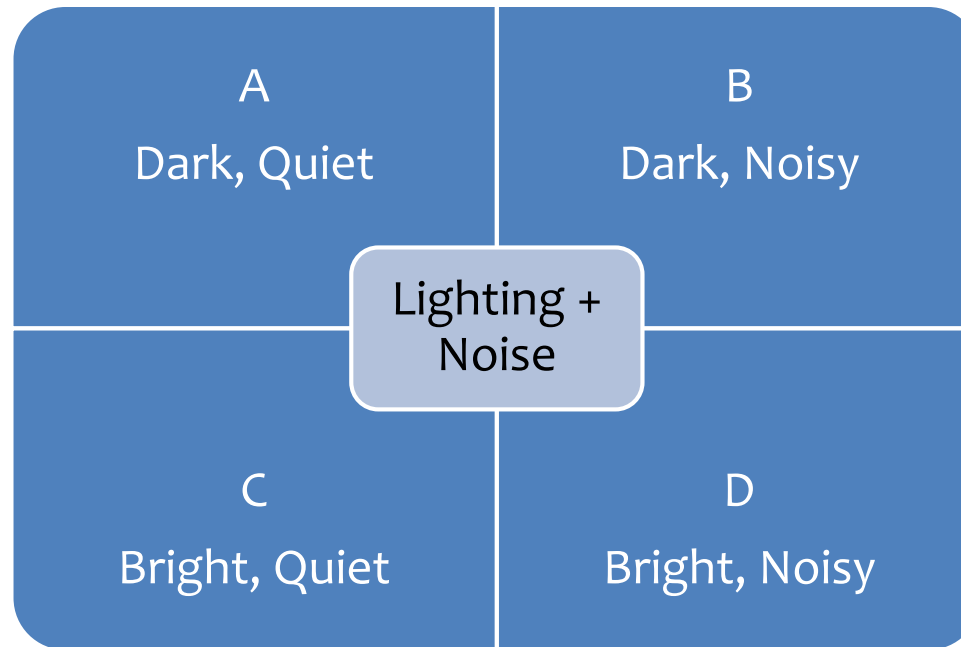 A
Dark, Quiet
B
Dark, Noisy
Lighting +
Noise
C
Bright, Quiet
D
Bright, Noisy